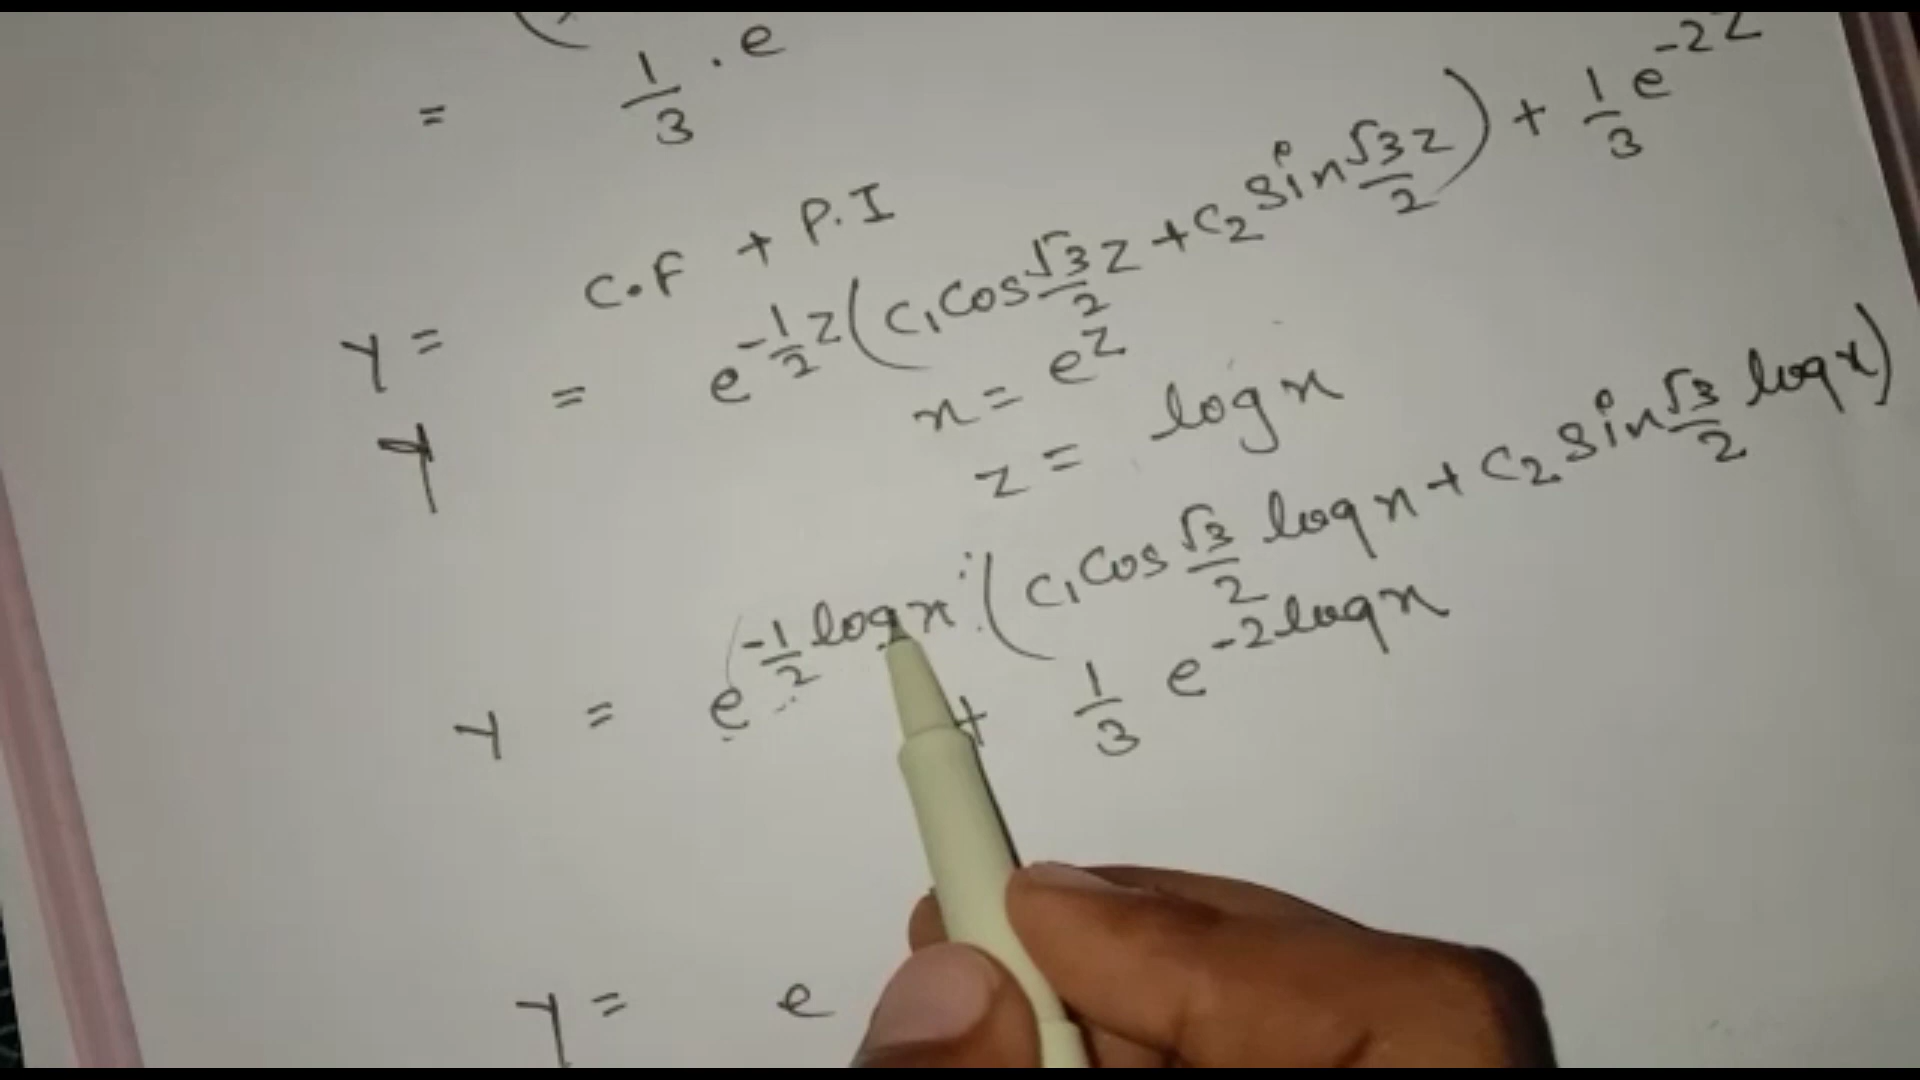 = 1/3 . e
Y = C.F + P.I
Y = e^{-1/2 z} (C₁ Cos √3/2 z + C₂ Sin √3/2 z) + 1/3 e^{-2z}
x = e^z
z = log x
Y = e^{-1/2 log x} (C₁ Cos √3/2 log x + C₂ Sin √3/2 log x)
+ 1/3 e^{-2 log x}
Y = e